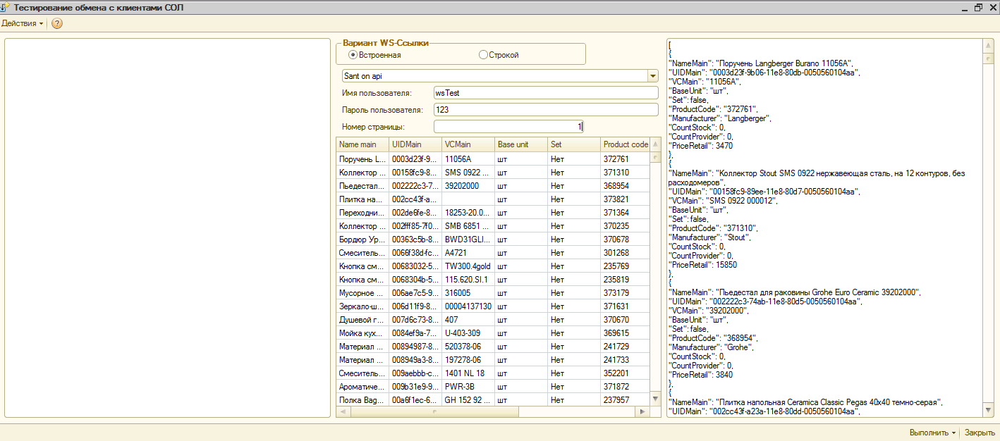 Тестирование обмена с клиентами СОЛ
Действия
?
Вариант WS-Ссылки
Встроенная Строкой
Sant on api
Имя пользователя: wsTest
Пароль пользователя: 123
Номер страницы: 1
Name main UIDMain VCMain Base unit Set Product code
Поручень L... 0003d23f-9... 11056A шт Нет 372761
Коллектор ... 00158fc9-8... SMS 0922 ... шт Нет 371310
Пьедестал... 002222c3-7... 39202000 шт Нет 368954
Плитка на... 002cc43f-a... шт Нет 373821
Переходни... 002de6fe-8... 18253-20.0... шт Нет 371364
Коллектор ... 002fff85-7f0... SMB 6851 ... шт Нет 370235
Бордюр Ур... 00363c5b-8... BWD31GLI... шт Нет 370678
Смеситель... 0066f38d-fc... A4721 шт Нет 301268
Кнопка см... 00683032-5... TW300.4gold шт Нет 235769
Кнопка см... 0068304b-5... 115.620.SI.1 шт Нет 235819
Мусорное ... 006ae7c5-9... 316005 шт Нет 373179
Зеркало-ш... 006d11f9-8... 00004137130 шт Нет 371631
Душевой г... 007d6c73-8... 407 шт Нет 370670
Мойка кух... 0084ef9a-7... U-403-309 шт Нет 369615
Материал ... 00894987-8... 520378-06 шт Нет 241729
Материал ... 008949a3-8... 197278-06 шт Нет 241733
Смеситель... 009aebbb-c... 1401 NL 18 шт Нет 352201
Ароматиче... 009b31e9-9... PWR-3B шт Нет 371872
Полка Bag... 00a6f1ec-6... GH 152 92 ... шт Нет 237957
[
{
"NameMain": "Поручень Langberger Burano 11056A",
"UIDMain": "0003d23f-9b06-11e8-80db-0050560104aa",
"VCMain": "11056A",
"BaseUnit": "шт",
"Set": false,
"ProductCode": "372761",
"Manufacturer": "Langberger",
"CountStock": 0,
"CountProvider": 0,
"PriceRetail": 3470
},
{
"NameMain": "Коллектор Stout SMS 0922 нержавеющая сталь, на 12 контуров, без
расходомеров",
"UIDMain": "00158fc9-89ee-11e8-80d7-0050560104aa",
"VCMain": "SMS 0922 000012",
"BaseUnit": "шт",
"Set": false,
"ProductCode": "371310",
"Manufacturer": "Stout",
"CountStock": 0,
"CountProvider": 0,
"PriceRetail": 15850
},
{
"NameMain": "Пьедестал для раковины Grohe Euro Ceramic 39202000",
"UIDMain": "002222c3-74ab-11e8-80d5-0050560104aa",
"VCMain": "39202000",
"BaseUnit": "шт",
"Set": false,
"ProductCode": "368954",
"Manufacturer": "Grohe",
"CountStock": 0,
"CountProvider": 0,
"PriceRetail": 3840
},
{
"NameMain": "Плитка напольная Ceramica Classic Pegas 40x40 темно-серая",
"UIDMain": "002cc43f-a23a-11e8-80dd-0050560104aa",
Выполнить Закрыть